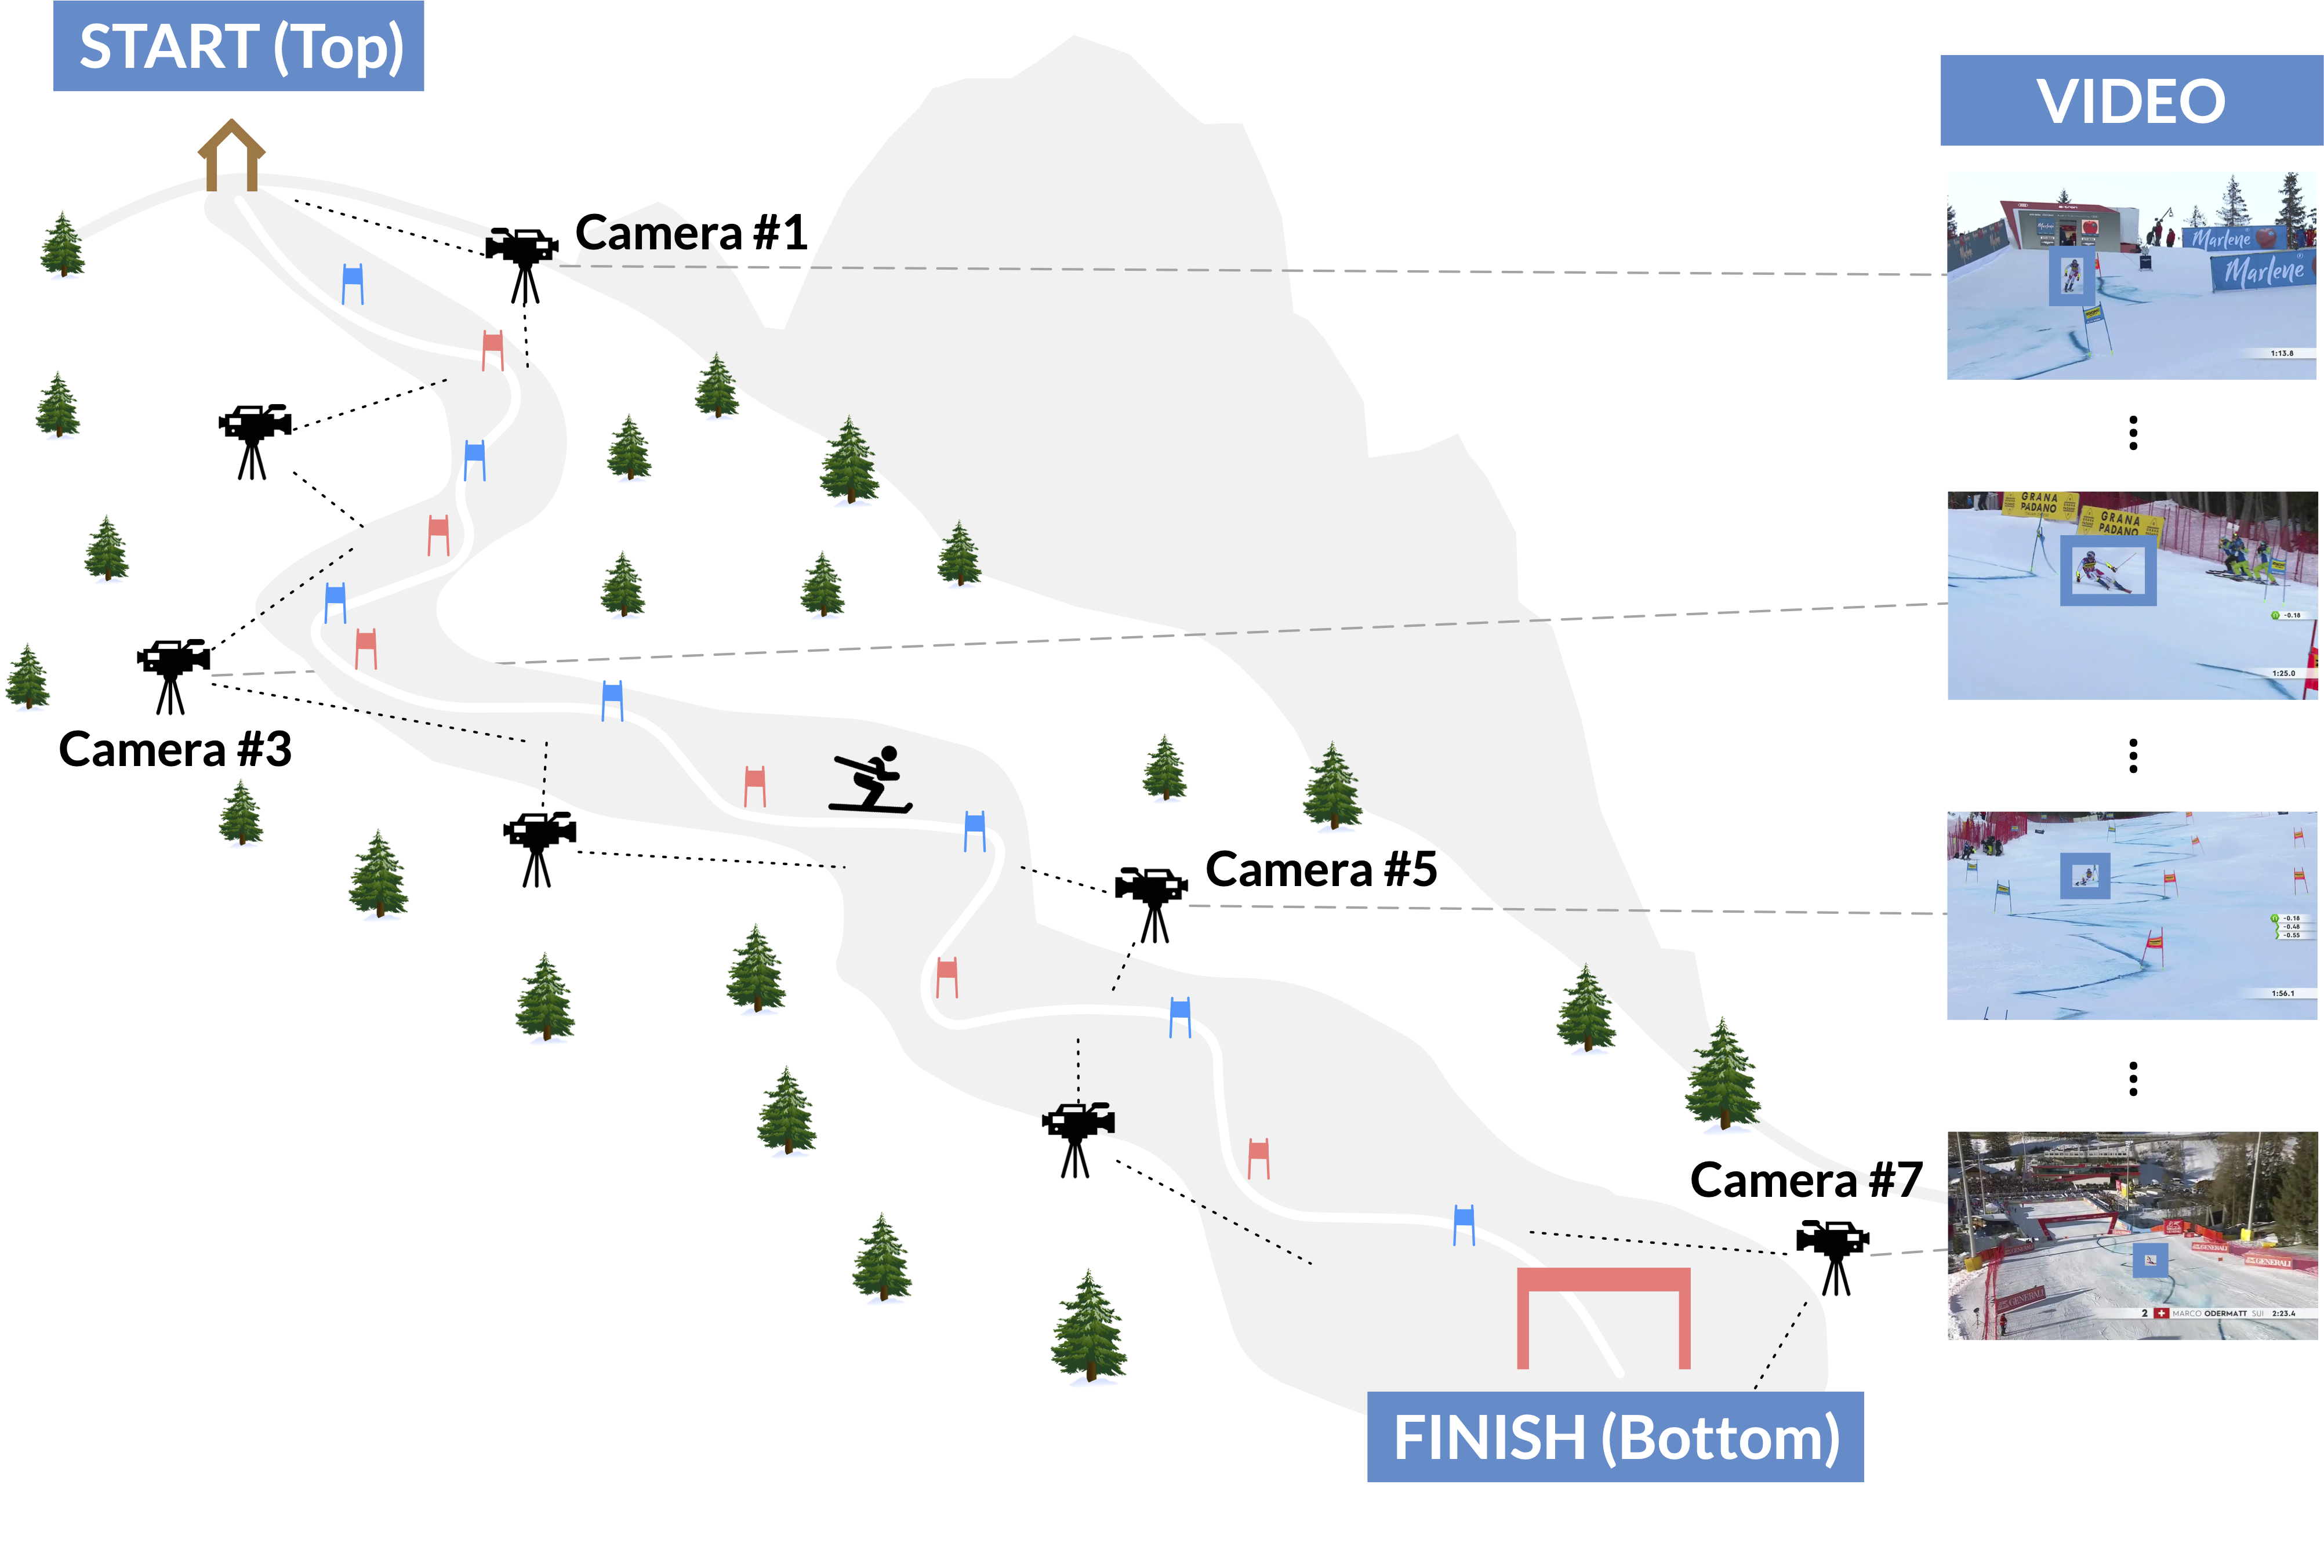 START (Top)
VIDEO
Camera #1
Marlene
Marlene
1:13.8
GRANA
PADANO
GRANA
PADANO
-0.18
1:25.0
Camera #3
Camera #5
-0.18
-0.48
-0.55
1:56.1
Camera #7
GENERALI
GENERALI
GENERALI
2 MARCO ODERMATT SUI 2:23.4
FINISH (Bottom)